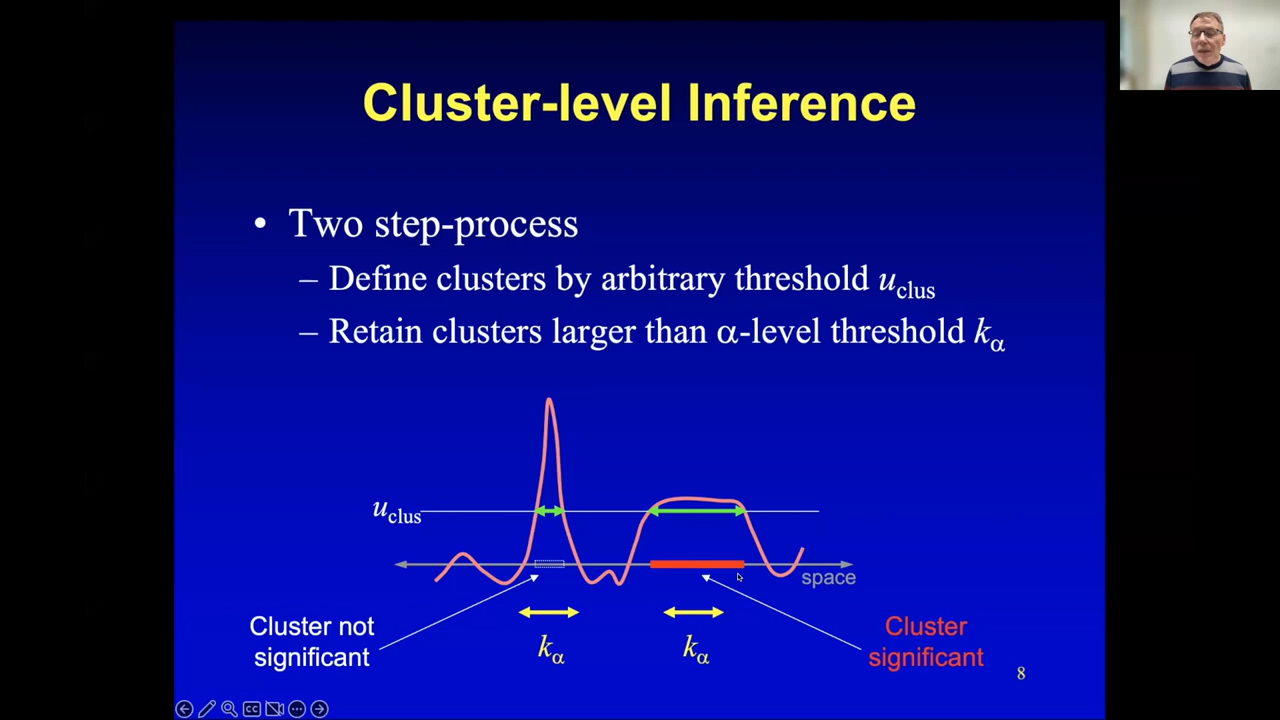 Cluster-level Inference
• Two step-process
– Define clusters by arbitrary threshold uclus
– Retain clusters larger than α-level threshold kα
uclus
space
Cluster not
significant
kα
kα
Cluster
significant
8
CC